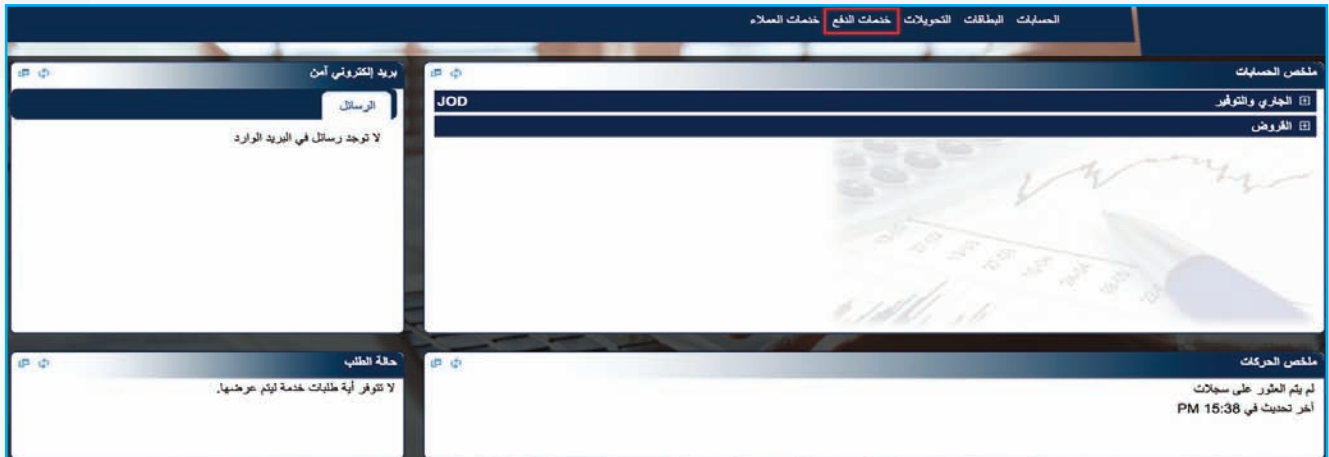 الحسابات البطاقات التحويلات خدمات الدفع خدمات العملاء
ملخص الحسابات
الجاري والتوفير JOD
القروض
بريد إلكتروني آمن
الرسائل
لا توجد رسائل في البريد الوارد
ملخص الحركات
لم يتم العثور على سجلات
أخر تحديث في 15:38 PM
حالة الطلب
لا تتوفر أية طلبات خدمة ليتم عرضها.